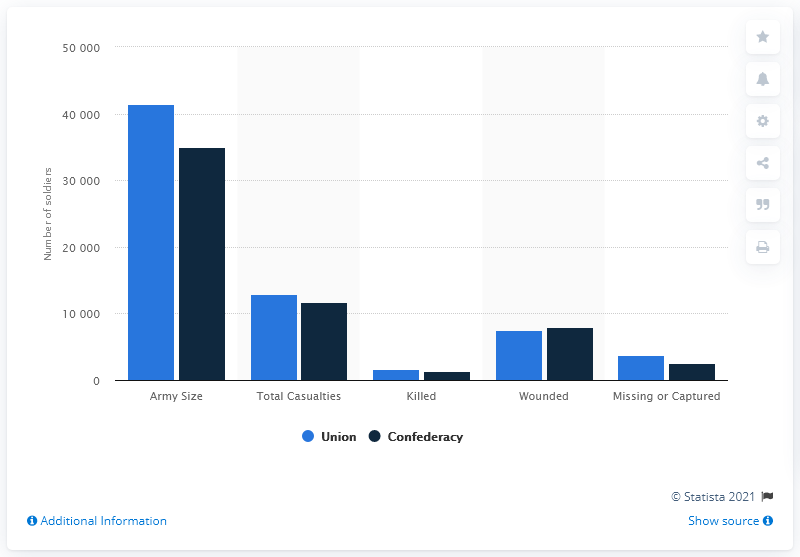 50 000
40 000
30 000
20 000
10 000
0
Number of soldiers
Army Size
Total Casualties
Killed
Wounded
Missing or Captured
Union
Confederacy
© Statista 2021
Additional Information
Show source